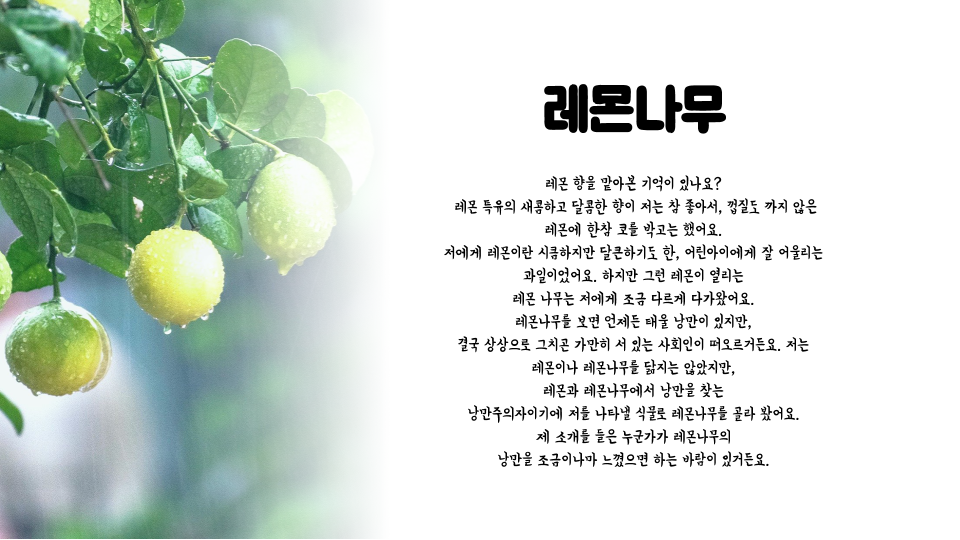 레몬나무
레몬 향을 맡아본 기억이 있나요?
레몬 특유의 새콤하고 달콤한 향이 저는 참 좋아서, 껍질도 까지 않은
레몬에 한참 코를 박고는 했어요.
저에게 레몬이란 시큼하지만 달큰하기도 한, 어린아이에게 잘 어울리는
과일이었어요. 하지만 그런 레몬이 열리는
레몬 나무는 저에게 조금 다르게 다가왔어요.
레몬나무를 보면 언제든 태울 낭만이 있지만,
결국 상상으로 그치곤 가만히 서 있는 사회인이 떠오르거든요. 저는
레몬이나 레몬나무를 닮지는 않았지만,
레몬과 레몬나무에서 낭만을 찾는
낭만주의자이기에 저를 나타낼 식물로 레몬나무를 골라 봤어요.
제 소개를 들은 누군가가 레몬나무의
낭만을 조금이나마 느꼈으면 하는 바람이 있거든요.